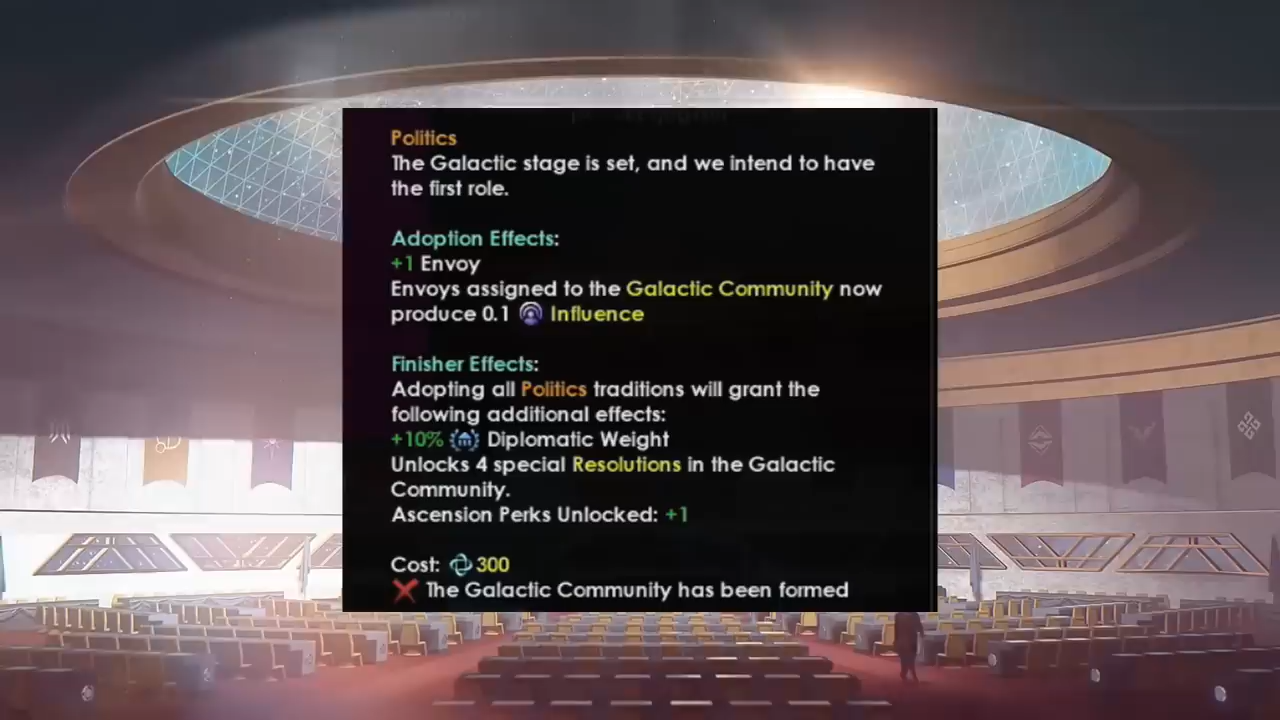 Politics
The Galactic stage is set, and we intend to have
the first role.
Adoption Effects:
+1 Envoy
Envoys assigned to the Galactic Community now
produce 0.1 Influence
Finisher Effects:
Adopting all Politics traditions will grant the
following additional effects:
+10% Diplomatic Weight
Unlocks 4 special Resolutions in the Galactic
Community.
Ascension Perks Unlocked: +1
Cost: 300
The Galactic Community has been formed